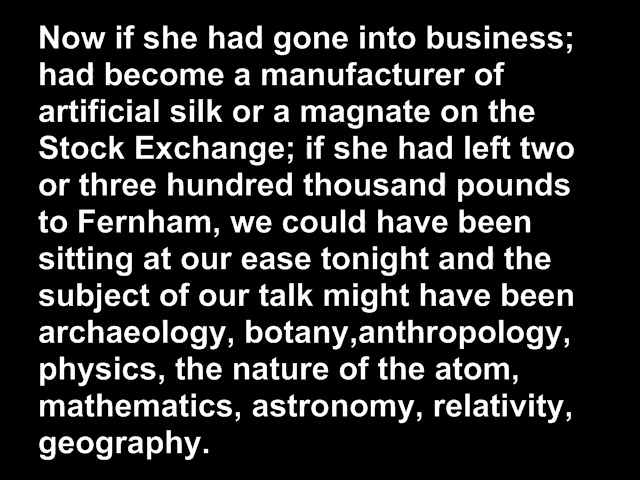 Now if she had gone into business;
had become a manufacturer of
artificial silk or a magnate on the
Stock Exchange; if she had left two
or three hundred thousand pounds
to Fernham, we could have been
sitting at our ease tonight and the
subject of our talk might have been
archaeology, botany,anthropology,
physics, the nature of the atom,
mathematics, astronomy, relativity,
geography.